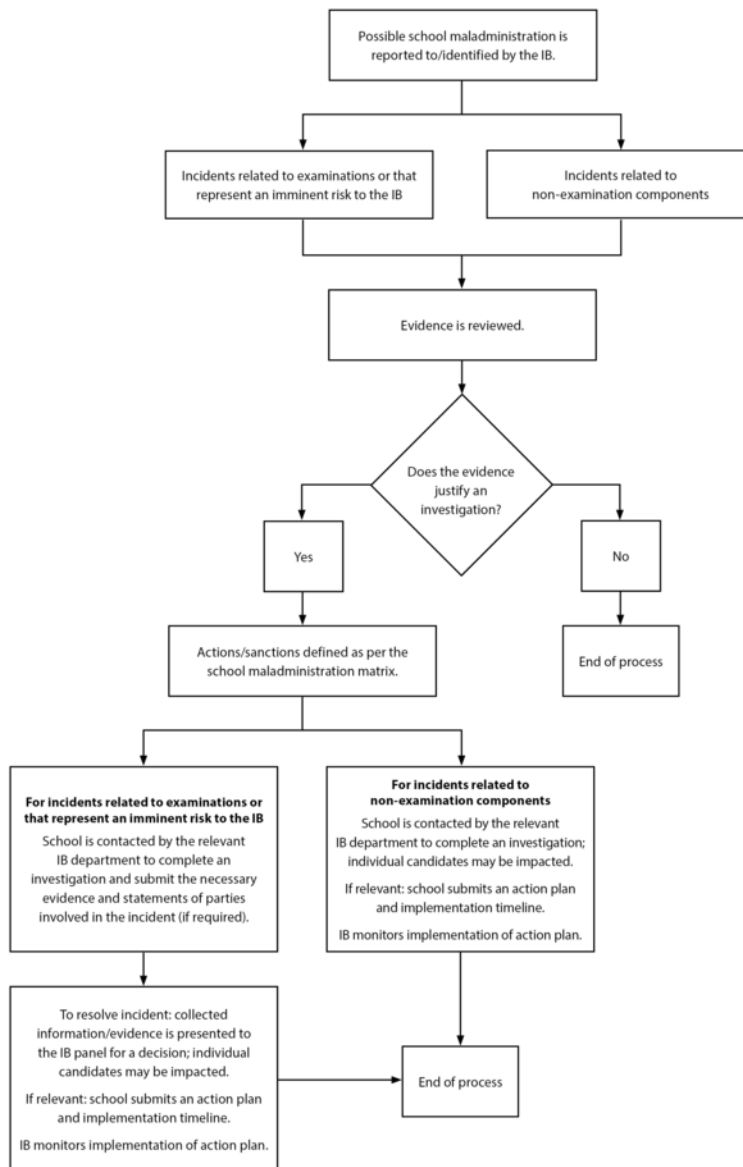 Possible school maladministration is
reported to/identified by the IB.
Incidents related to examinations or that
represent an imminent risk to the IB
Incidents related to
non-examination components
Evidence is reviewed.
Does the evidence
justify an
investigation?
Yes
No
Actions/sanctions defined as per the
school maladministration matrix.
End of process
For incidents related to examinations or
that represent an imminent risk to the IB
School is contacted by the relevant
IB department to complete an
investigation and submit the necessary
evidence and statements of parties
involved in the incident (if required).
For incidents related to
non-examination components
School is contacted by the relevant
IB department to complete an investigation;
individual candidates may be impacted.
If relevant: school submits an action plan
and implementation timeline.
IB monitors implementation of action plan.
To resolve incident: collected
information/evidence is presented to
the IB panel for a decision; individual
candidates may be impacted.
If relevant: school submits an action plan
and implementation timeline.
IB monitors implementation of action plan.
End of process